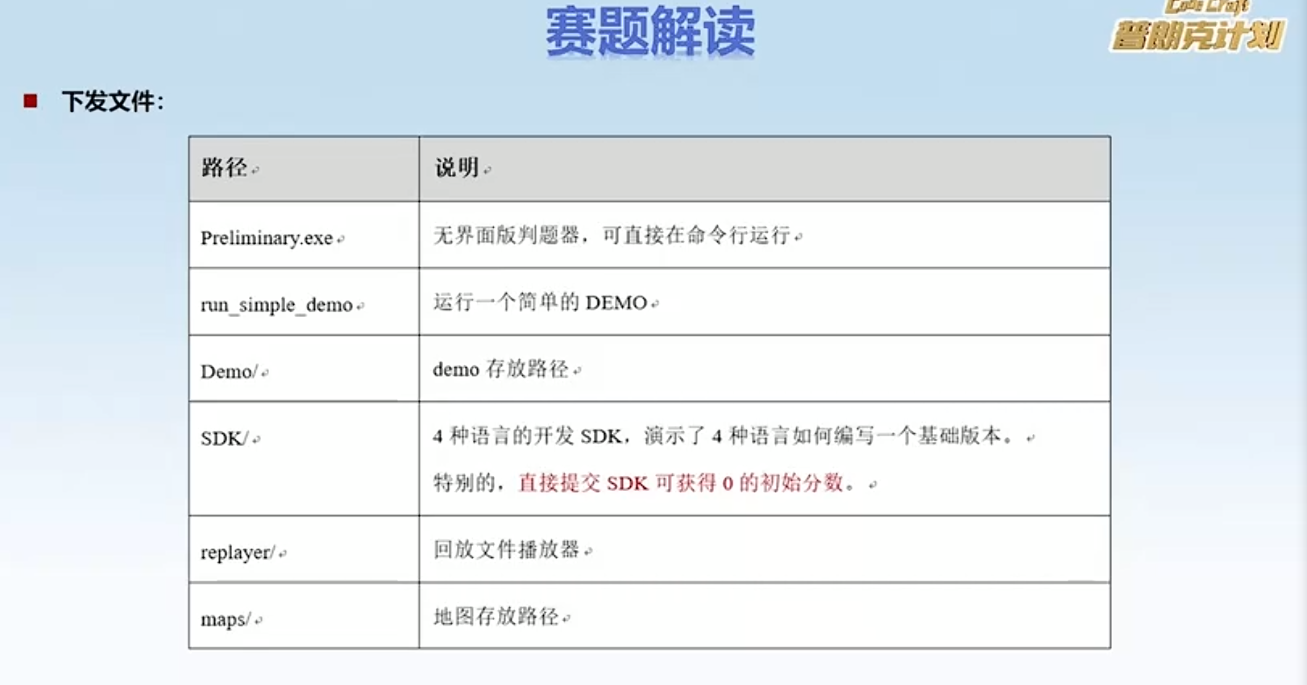 Code Craft
普朗克计划
赛题解读
下发文件：
路径 说明
Preliminary.exe 无界面版判题器，可直接在命令行运行
run_simple_demo 运行一个简单的 DEMO
Demo/ demo 存放路径
SDK/ 4 种语言的开发 SDK，演示了 4 种语言如何编写一个基础版本。
特别的，直接提交 SDK 可获得 0 的初始分数。
replayer/ 回放文件播放器
maps/ 地图存放路径